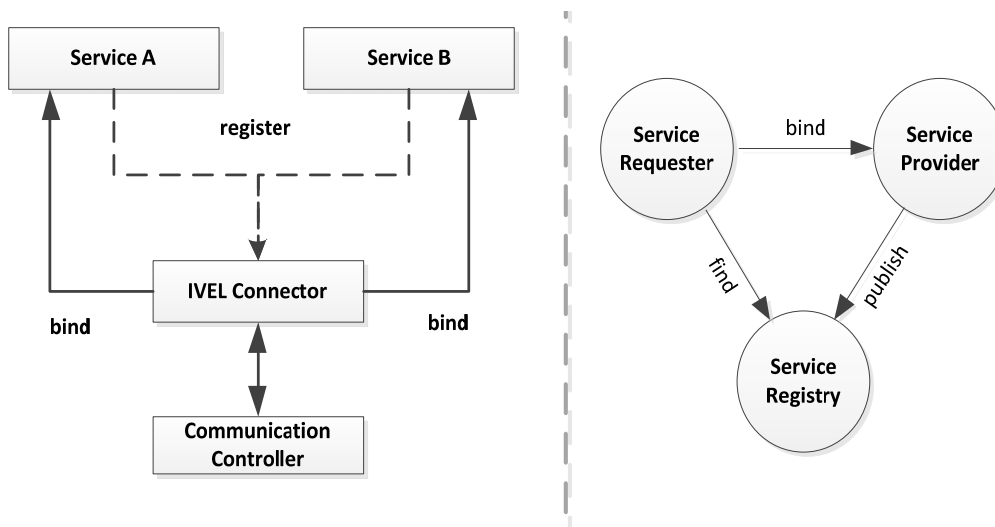 Service A
Service B
register
IVEL Connector
bind
bind
Communication
Controller
Service
Requester
bind
Service
Provider
find
publish
Service
Registry